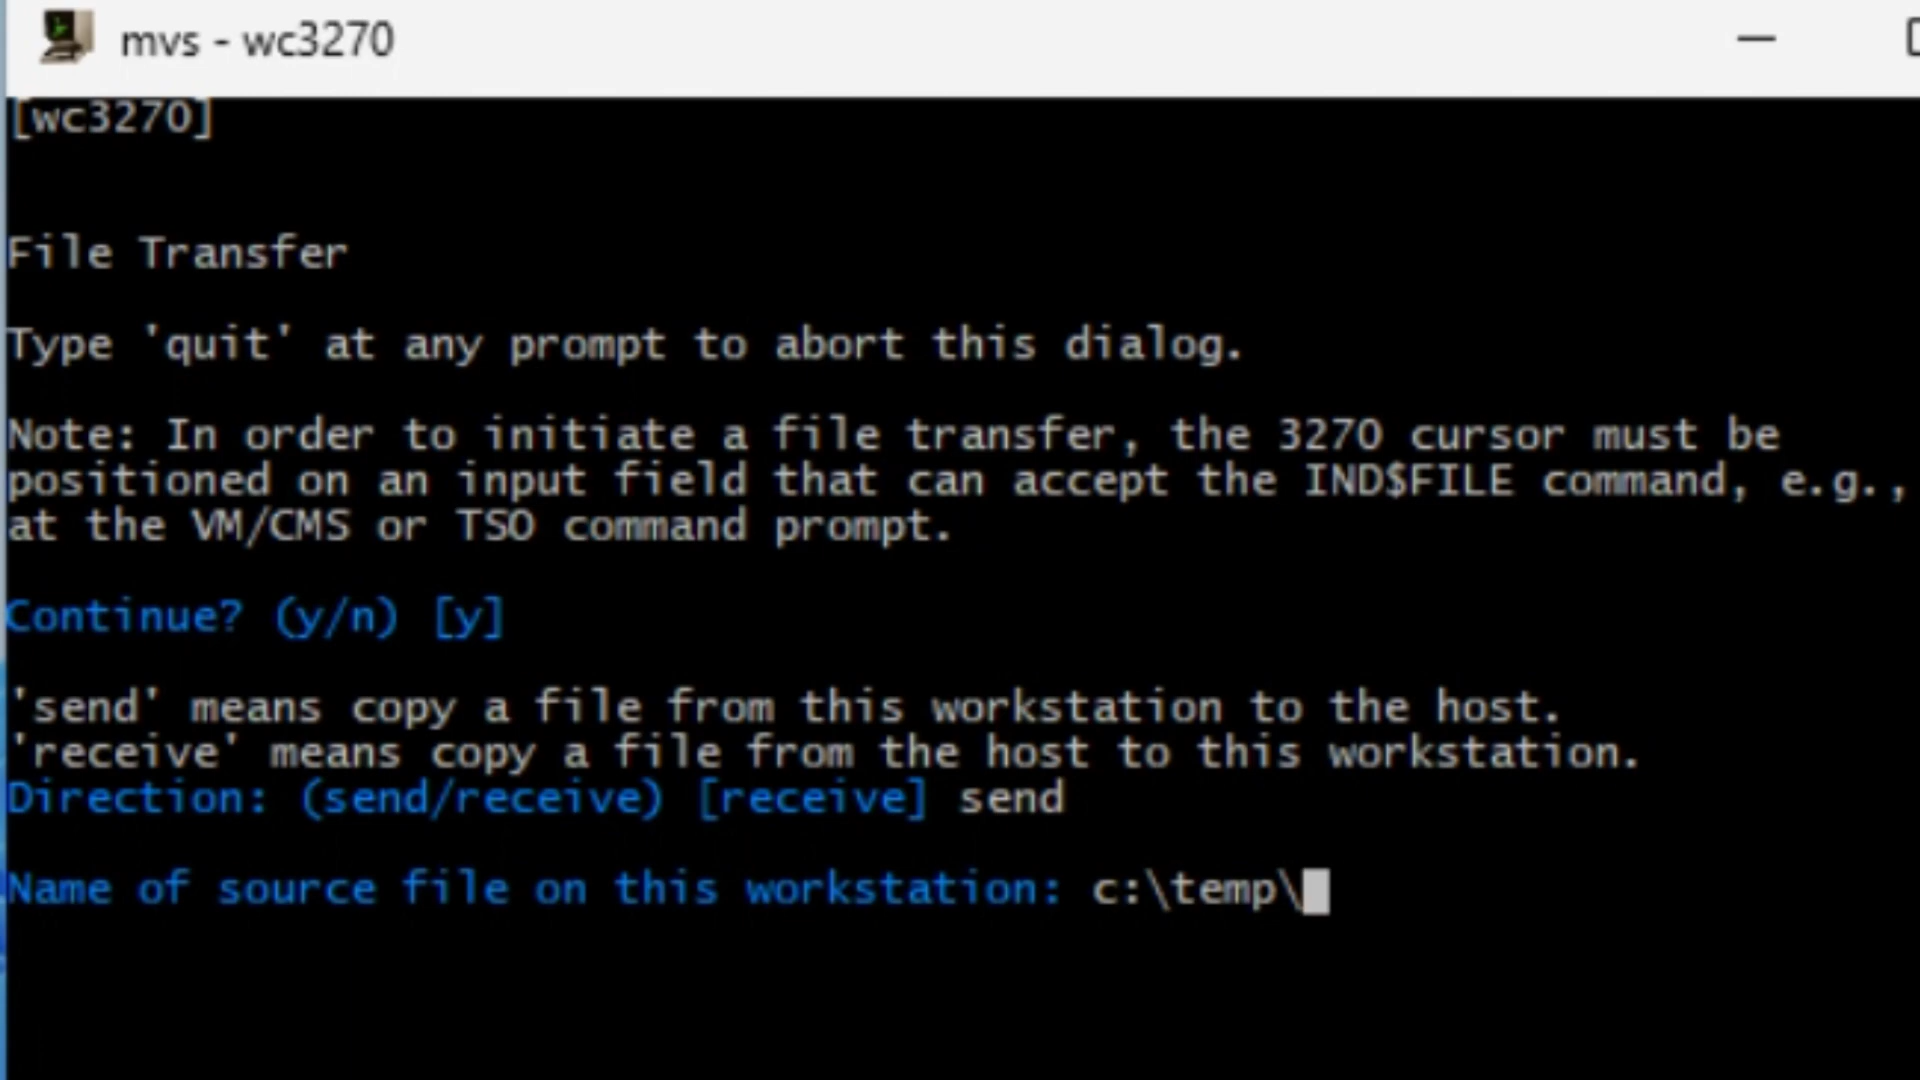 mvs - wc3270
[wc3270]
File Transfer
Type 'quit' at any prompt to abort this dialog.
Note: In order to initiate a file transfer, the 3270 cursor must be
positioned on an input field that can accept the IND$FILE command, e.g.,
at the VM/CMS or TSO command prompt.
Continue? (y/n) [y]
'send' means copy a file from this workstation to the host.
'receive' means copy a file from the host to this workstation.
Direction: (send/receive) [receive] send
Name of source file on this workstation: c:\temp\